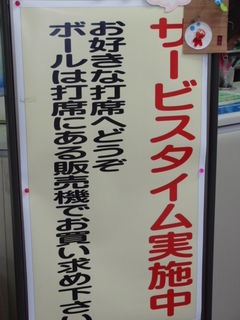 サービスタイム実施中
お好きな打席へどうぞ
ボールは打席にある販売機でお買い求め下さい